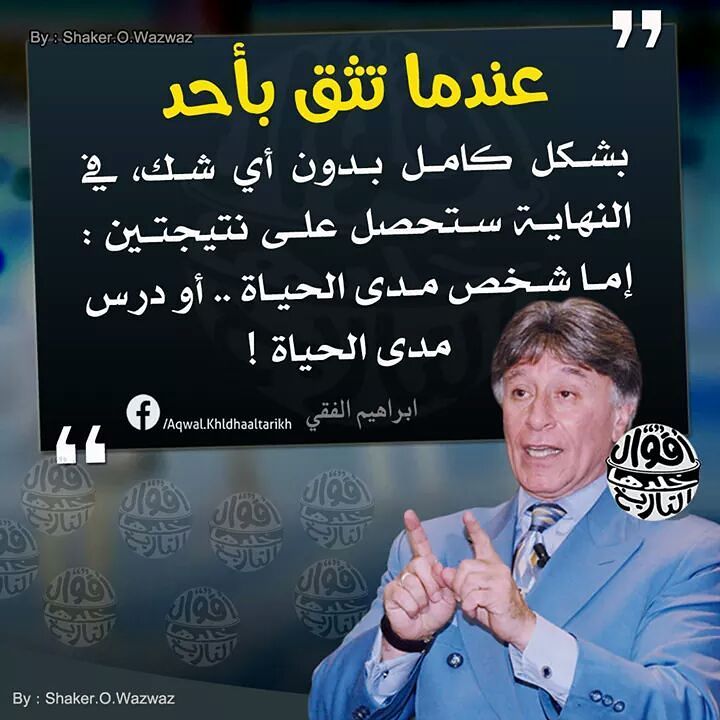 By : Shaker.O.Wazwaz
”
عندما تثق بأحد
بشكل كامل بدون أي شك، في
النهاية ستحصل على نتيجتين :
إما شخص مدى الحياة .. أو درس
مدى الحياة !
ابراهيم الفقي
/Aqwal.Khldhaaltarikh
“
أقوال
خلدها
التاريخ
By : Shaker.O.Wazwaz